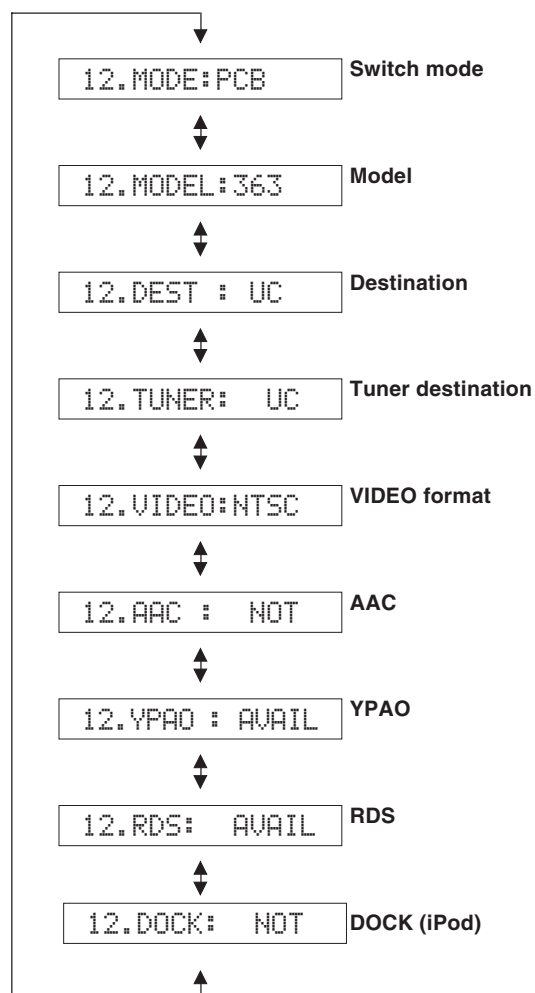 12.MODE:PCB Switch mode
12.MODEL:363 Model
12.DEST : UC Destination
12.TUNER: UC Tuner destination
12.VIDEO:NTSC VIDEO format
12.AAC : NOT AAC
12.YPAO : AVAIL YPAO
12.RDS: AVAIL RDS
12.DOCK: NOT DOCK (iPod)